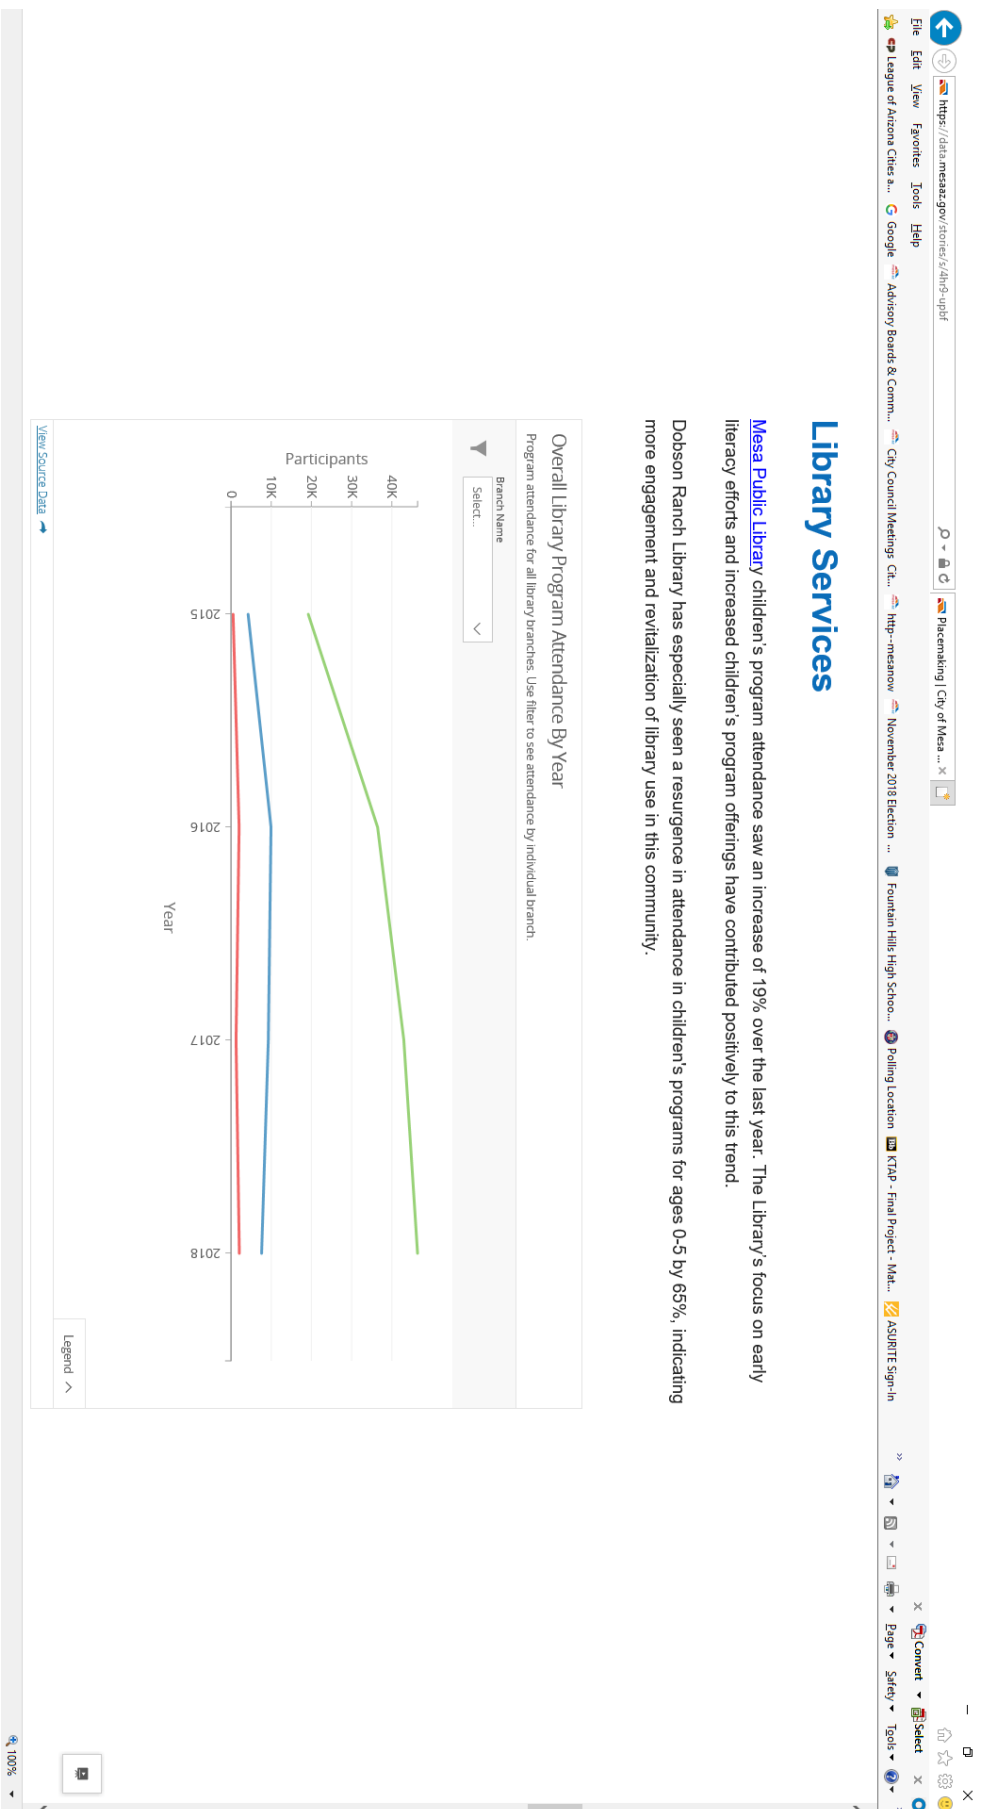 https://data.mesaaz.gov/stories/s/4hr9-upbf
Placemaking | City of Mesa ...
File Edit View Favorites Tools Help
Convert Select
League of Arizona Cities a... Google Advisory Boards & Comm... City Council Meetings Cit... http--mesanow November 2018 Election ... Fountain Hills High Schoo... Polling Location KTAP - Final Project - Mat... ASURITE Sign-In
Page Safety Tools
Library Services
Mesa Public Library children's program attendance saw an increase of 19% over the last year. The Library's focus on early
literacy efforts and increased children's program offerings have contributed positively to this trend.
Dobson Ranch Library has especially seen a resurgence in attendance in children's programs for ages 0-5 by 65%, indicating
more engagement and revitalization of library use in this community.
Overall Library Program Attendance By Year
Program attendance for all library branches. Use filter to see attendance by individual branch.
Branch Name
Select...
Participants
40K
30K
20K
10K
0
2015 2016 2017 2018
Year
Legend
View Source Data
100%